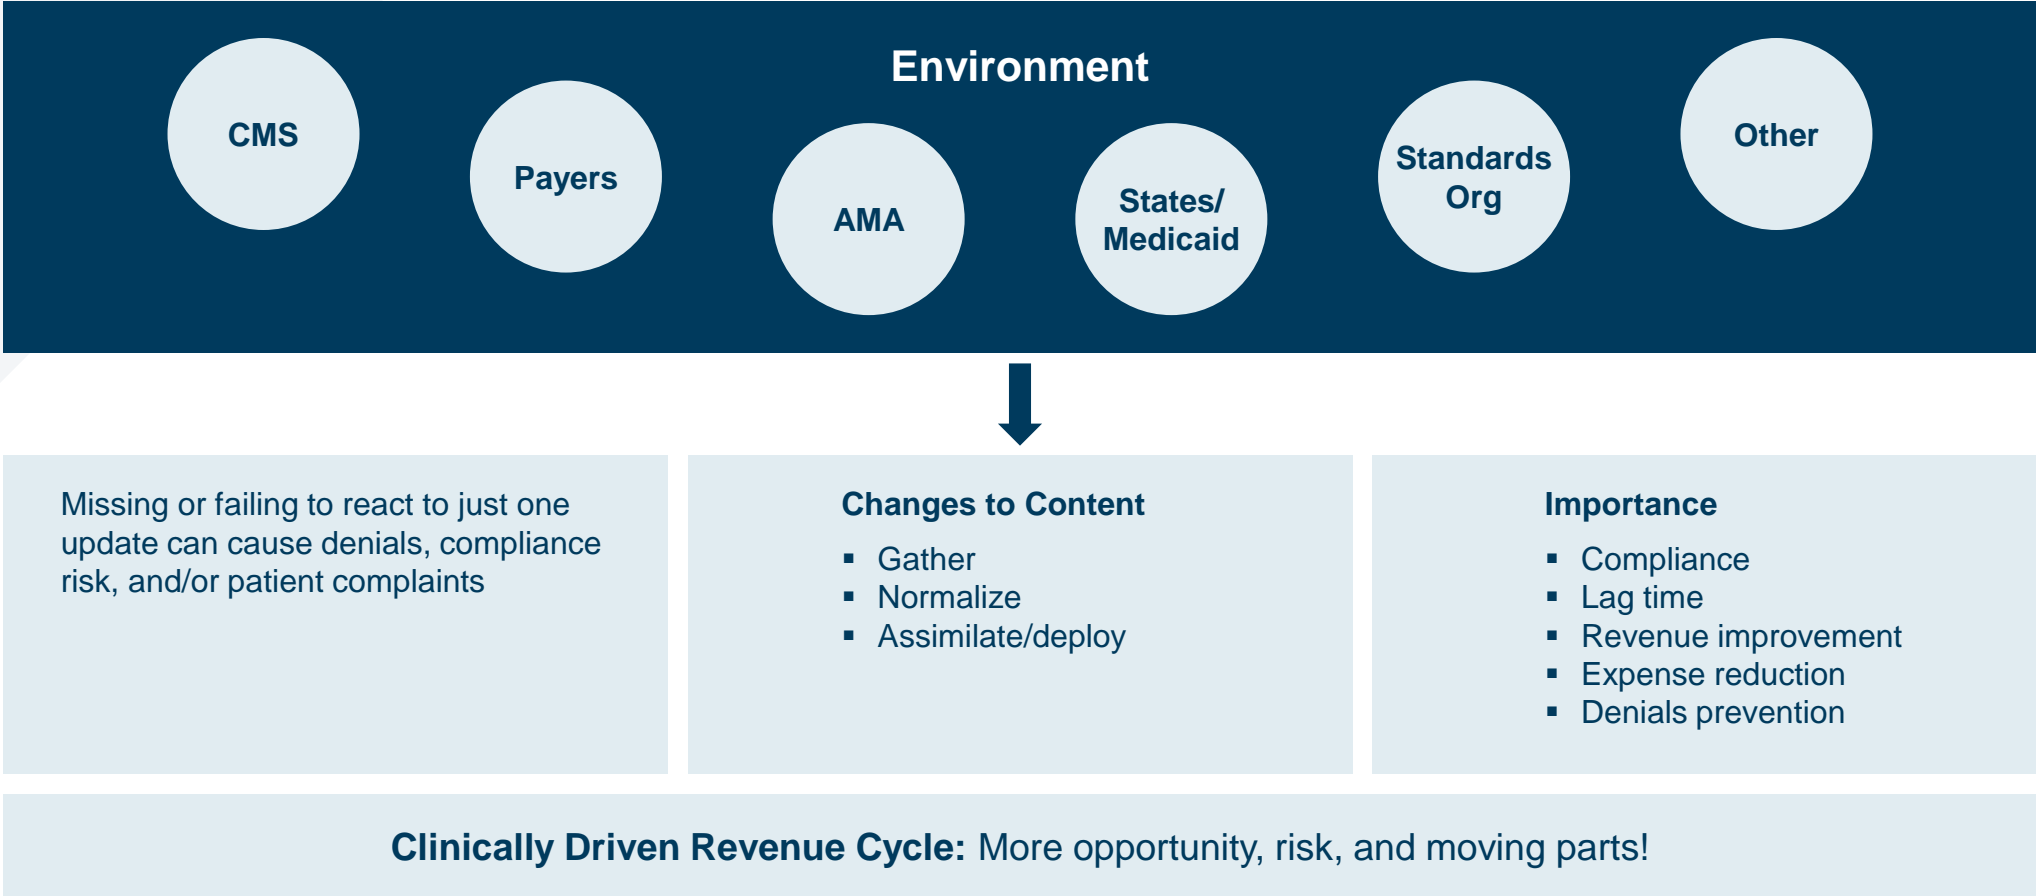 Environment
CMS
Payers
AMA
States/
Medicaid
Standards
Org
Other
Missing or failing to react to just one
update can cause denials, compliance
risk, and/or patient complaints
Changes to Content
▪ Gather
▪ Normalize
▪ Assimilate/deploy
Importance
▪ Compliance
▪ Lag time
▪ Revenue improvement
▪ Expense reduction
▪ Denials prevention
Clinically Driven Revenue Cycle: More opportunity, risk, and moving parts!